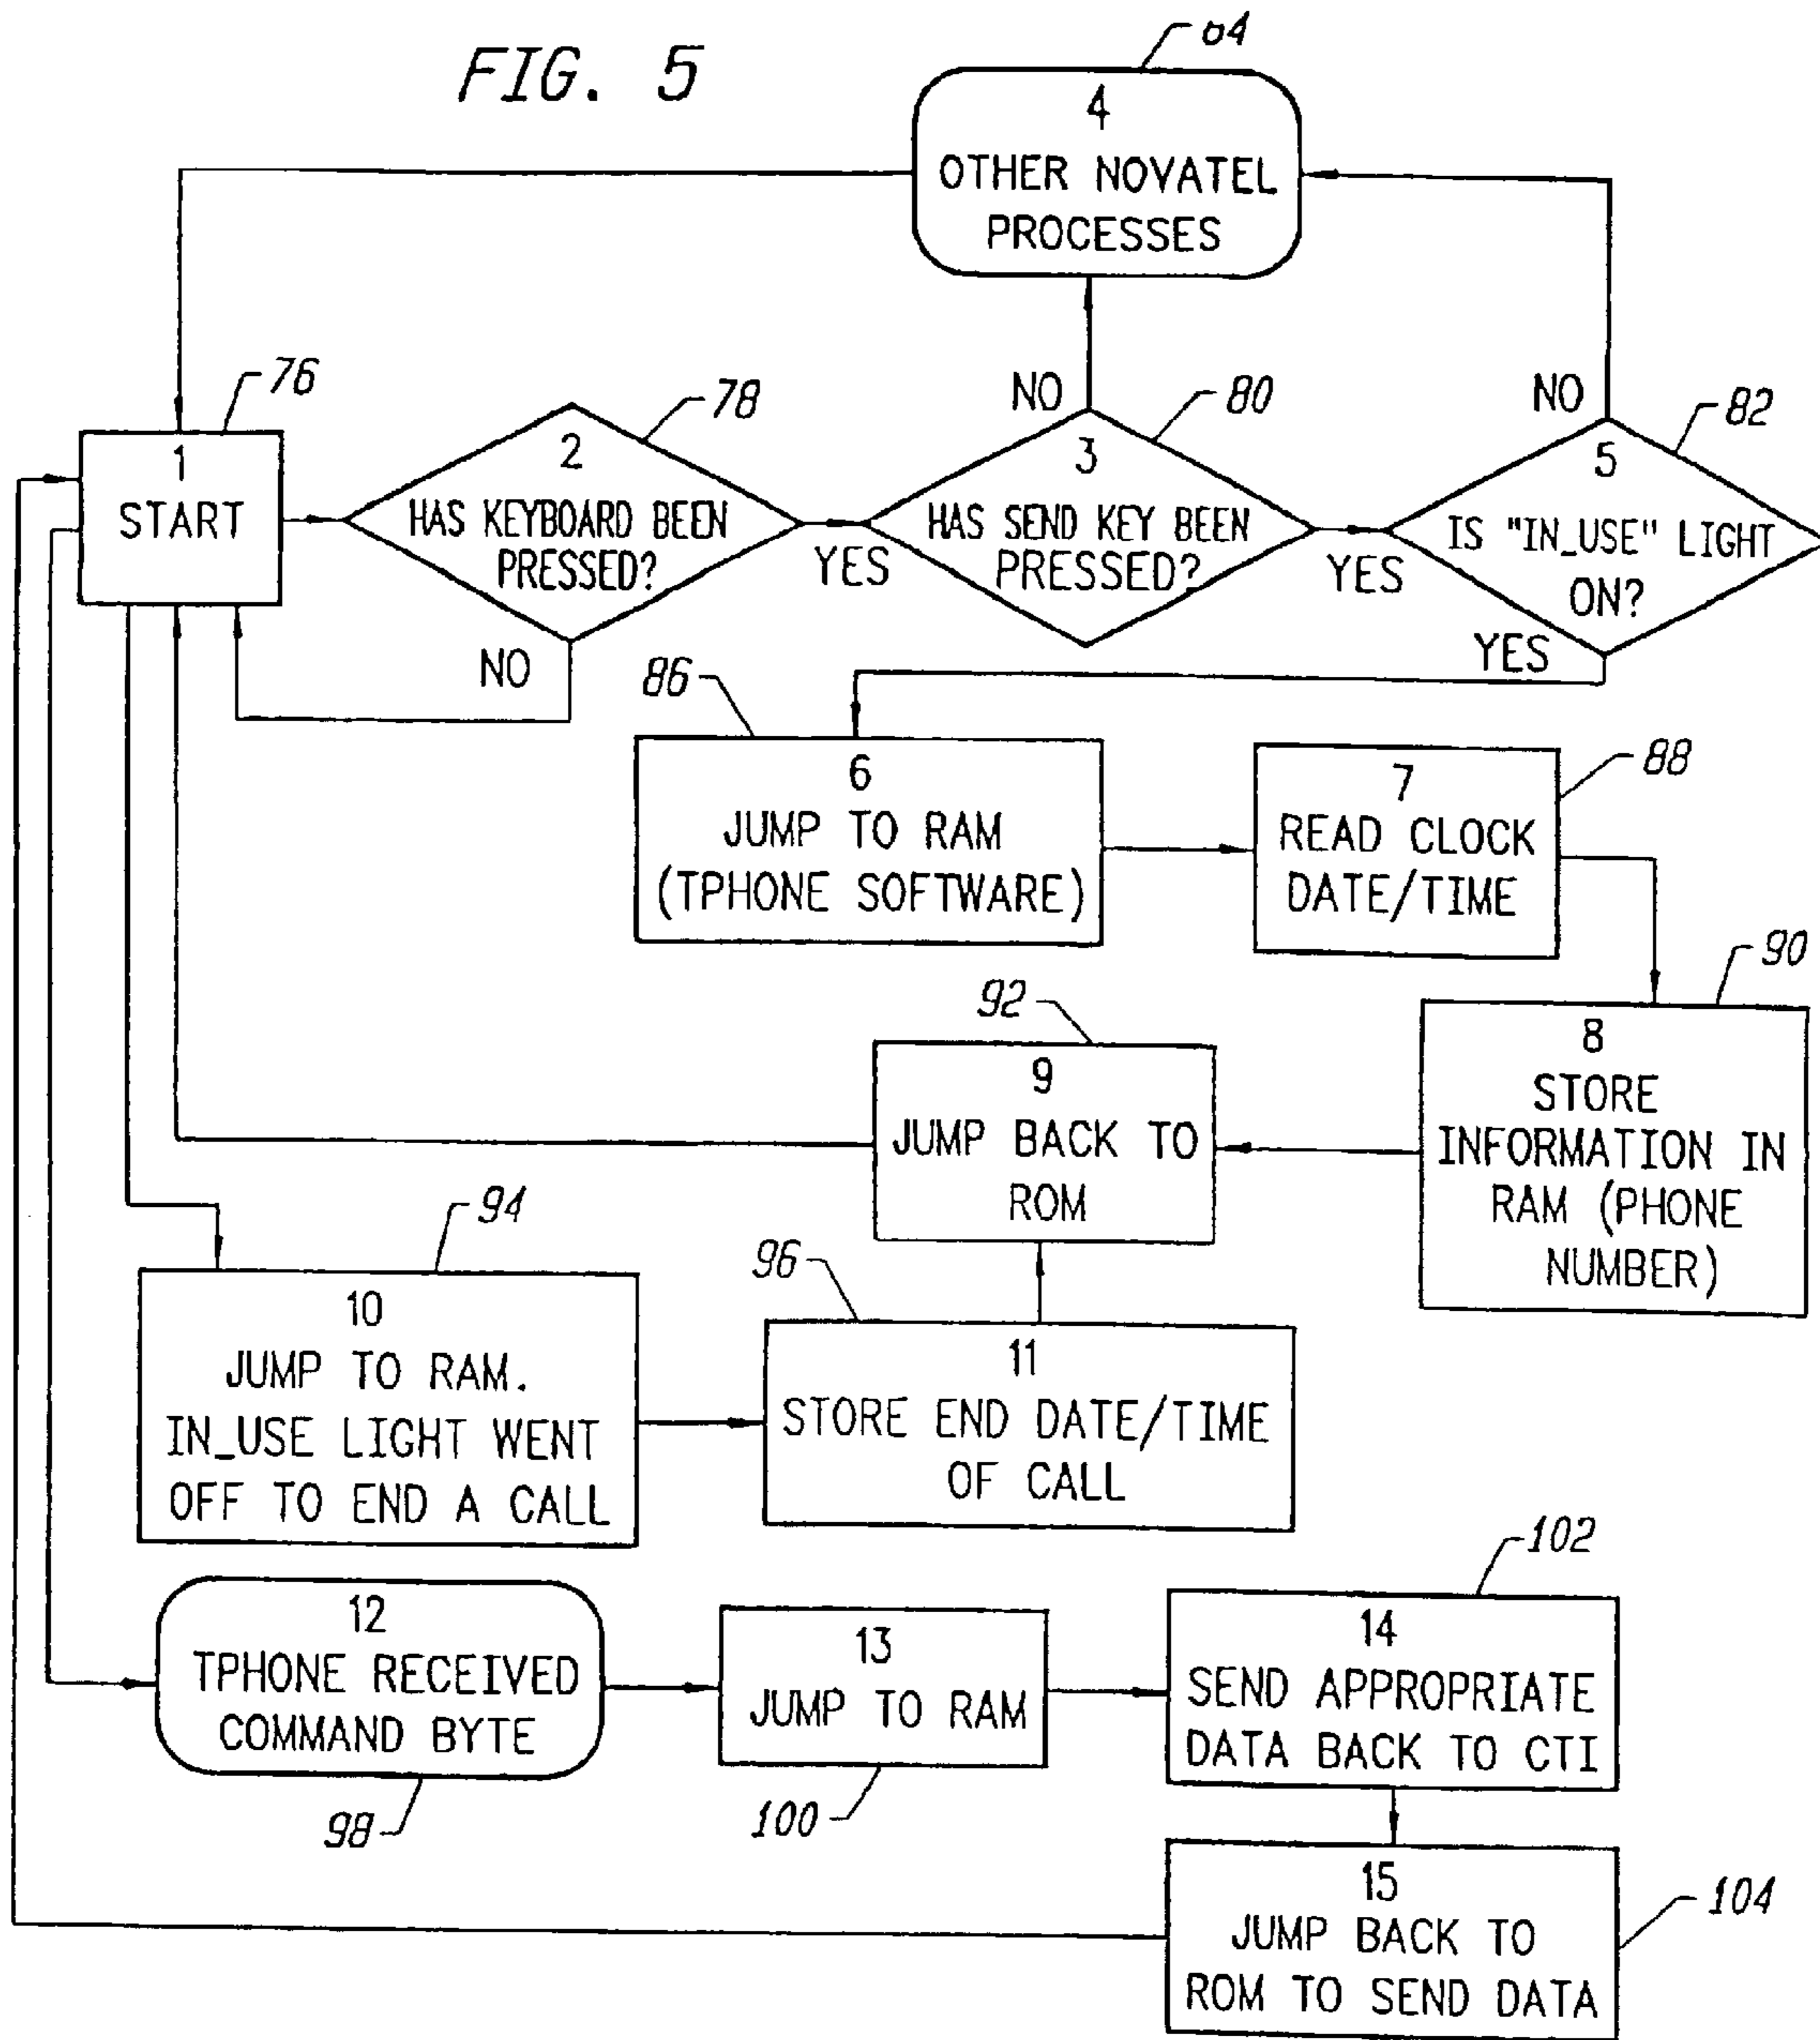 FIG. 5
84
4
OTHER NOVATEL
PROCESSES
76
1
START
78
2
HAS KEYBOARD BEEN
PRESSED?
YES
NO
NO
80
3
HAS SEND KEY BEEN
PRESSED?
YES
NO
82
5
IS "IN_USE" LIGHT
ON?
YES
86
6
JUMP TO RAM
(TPHONE SOFTWARE)
88
7
READ CLOCK
DATE/TIME
90
8
STORE
INFORMATION IN
RAM (PHONE
NUMBER)
92
9
JUMP BACK TO
ROM
94
10
JUMP TO RAM.
IN_USE LIGHT WENT
OFF TO END A CALL
96
11
STORE END DATE/TIME
OF CALL
12
TPHONE RECEIVED
COMMAND BYTE
98
13
JUMP TO RAM
100
102
14
SEND APPROPRIATE
DATA BACK TO CTI
15
JUMP BACK TO
ROM TO SEND DATA
104